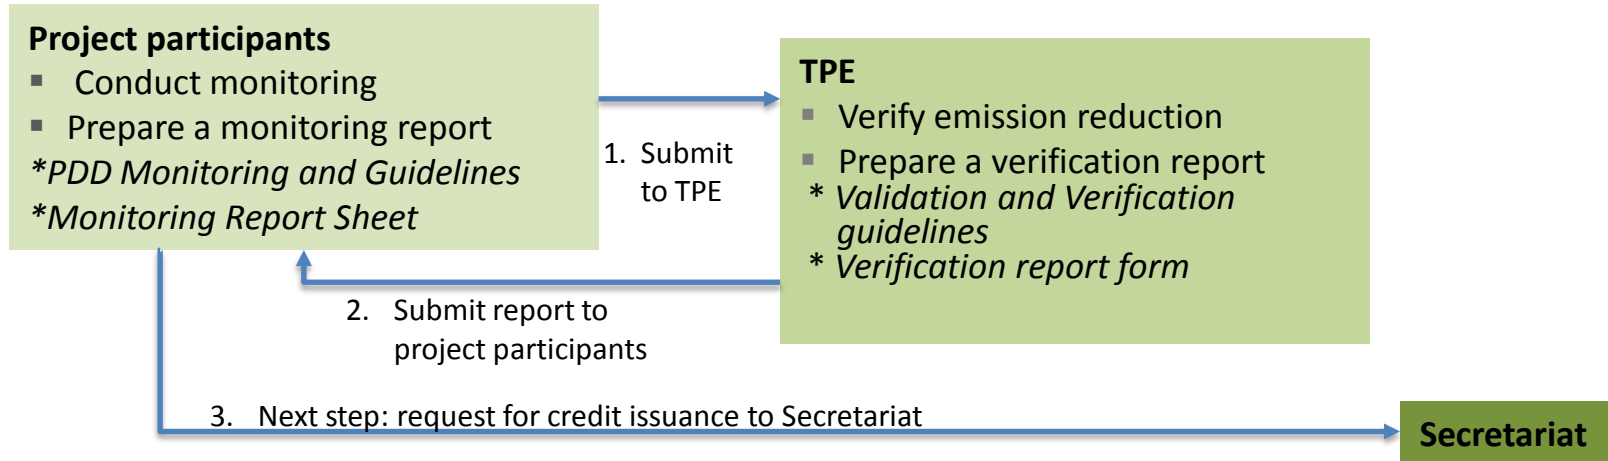 Project participants
▪ Conduct monitoring
▪ Prepare a monitoring report
*PDD Monitoring and Guidelines
*Monitoring Report Sheet
1. Submit
to TPE
TPE
▪ Verify emission reduction
▪ Prepare a verification report
* Validation and Verification
guidelines
* Verification report form
2. Submit report to
project participants
3. Next step: request for credit issuance to Secretariat
Secretariat